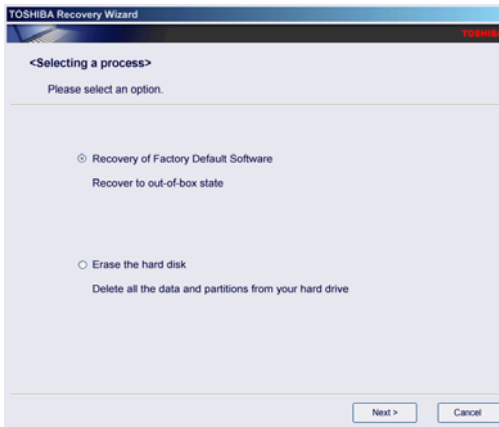 TOSHIBA Recovery Wizard
TOSHIBA
<Selecting a process>
Please select an option.
Recovery of Factory Default Software
Recover to out-of-box state
Erase the hard disk
Delete all the data and partitions from your hard drive
Next >
Cancel